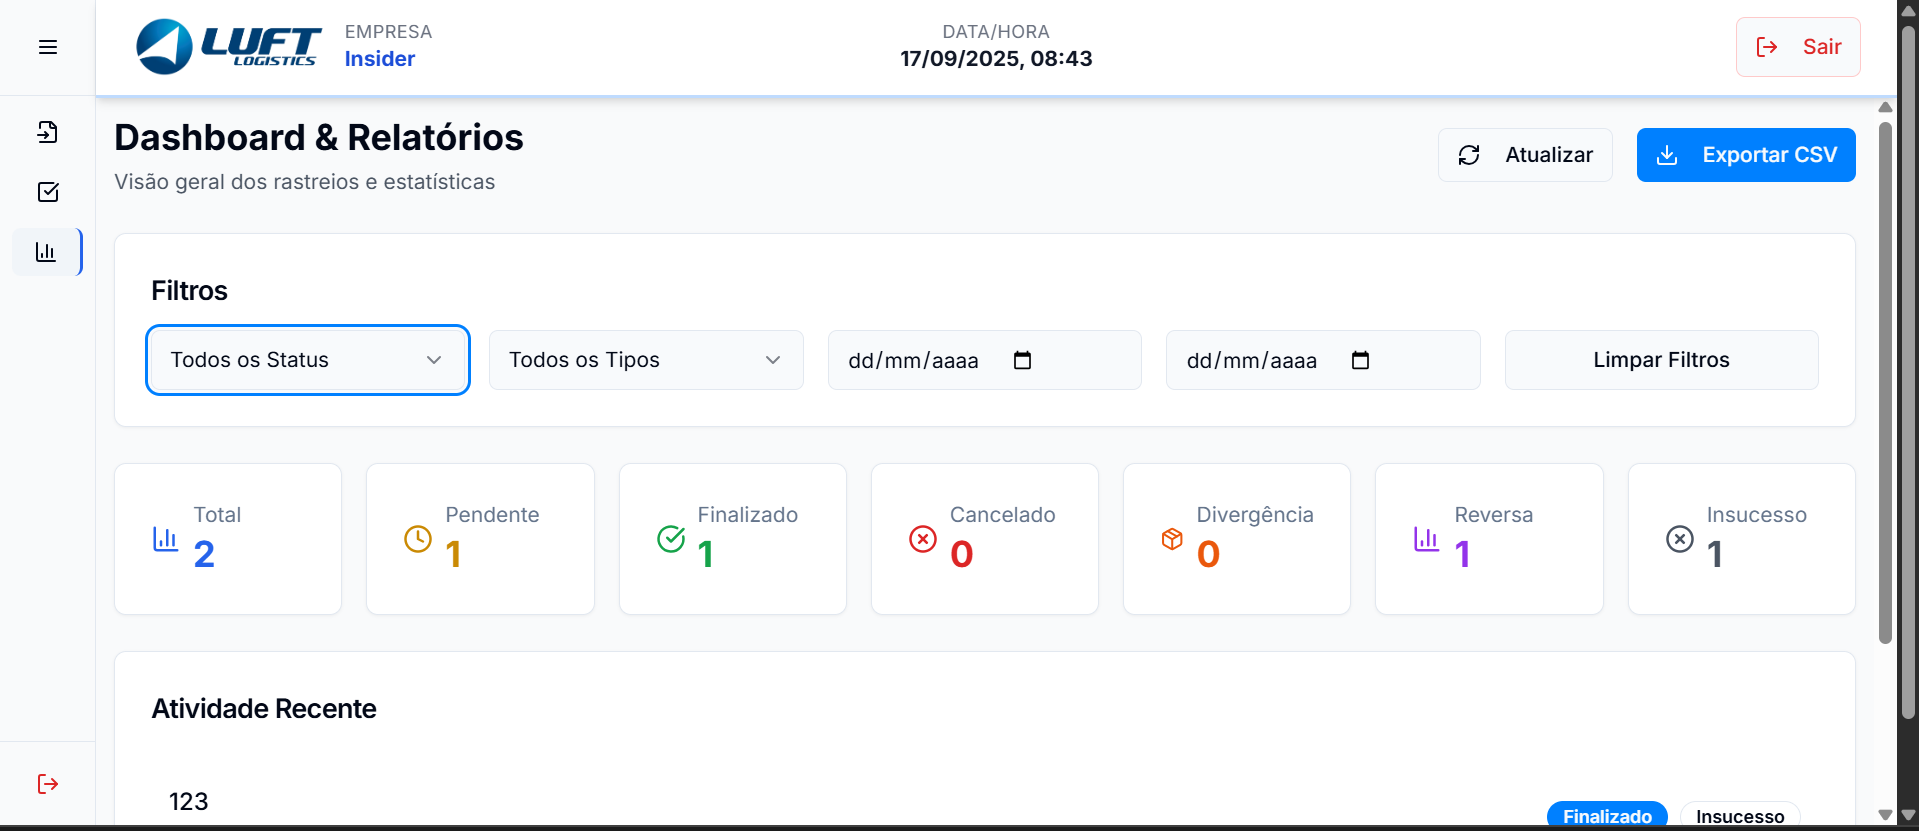 LUFT
LOGISTICS
EMPRESA
Insider
DATA/HORA
17/09/2025, 08:43
Sair
Dashboard & Relatórios
Visão geral dos rastreios e estatísticas
Atualizar
Exportar CSV
Filtros
Todos os Status
Todos os Tipos
dd/mm/aaaa
dd/mm/aaaa
Limpar Filtros
Total
2
Pendente
1
Finalizado
1
Cancelado
0
Divergência
0
Reversa
1
Insucesso
1
Atividade Recente
123
Finalizado
Insucesso